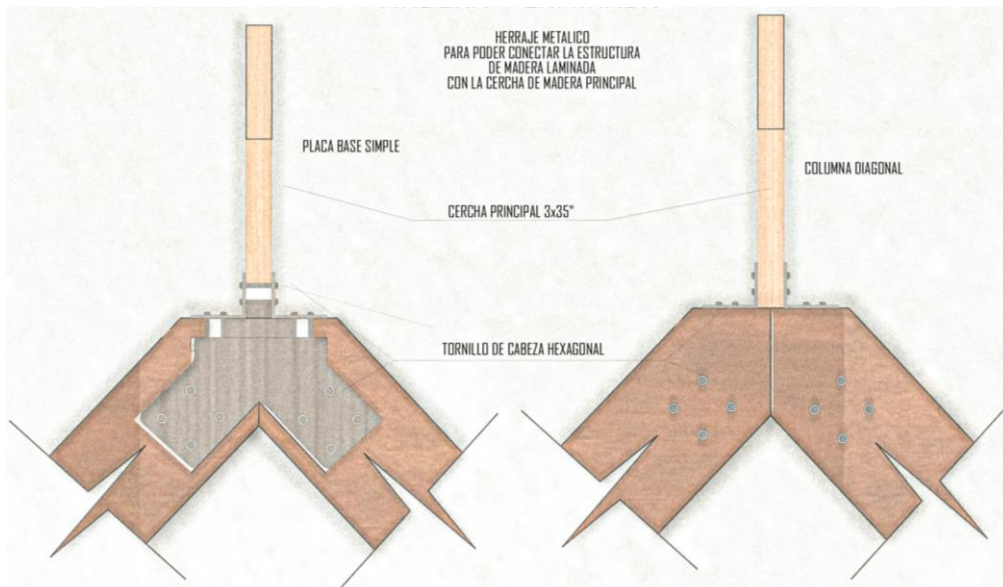 HERRAJE METALICO
PARA PODER CONECTAR LA ESTRUCTURA
DE MADERA LAMINADA
CON LA CERCHA DE MADERA PRINCIPAL
PLACA BASE SIMPLE
COLUMNA DIAGONAL
CERCHA PRINCIPAL 3x35"
TORNILLO DE CABEZA HEXAGONAL